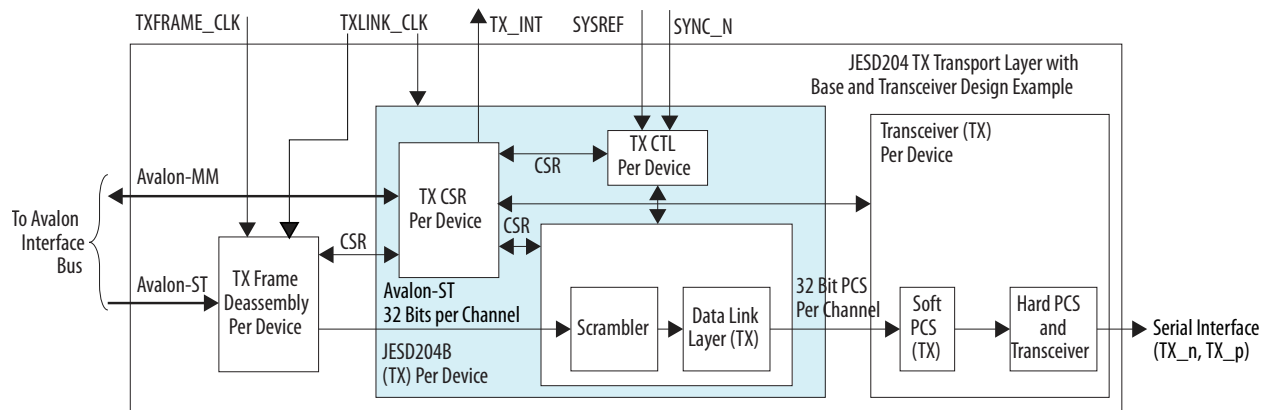 TXFRAME_CLK
TXLINK_CLK
TX_INT
SYSREF
SYNC_N
JESD204 TX Transport Layer with
Base and Transceiver Design Example
TX CTL
Per Device
Transceiver (TX)
Per Device
CSR
Avalon-MM
TX CSR
Per Device
To Avalon
Interface
Bus
CSR
CSR
Avalon-ST
TX Frame
Deassembly
Per Device
Avalon-ST
32 Bits per Channel
32 Bit PCS
Per Channel
Scrambler
Data Link
Layer (TX)
Soft
PCS
(TX)
Hard PCS
and
Transceiver
Serial Interface
(TX_n, TX_p)
JESD204B
(TX) Per Device